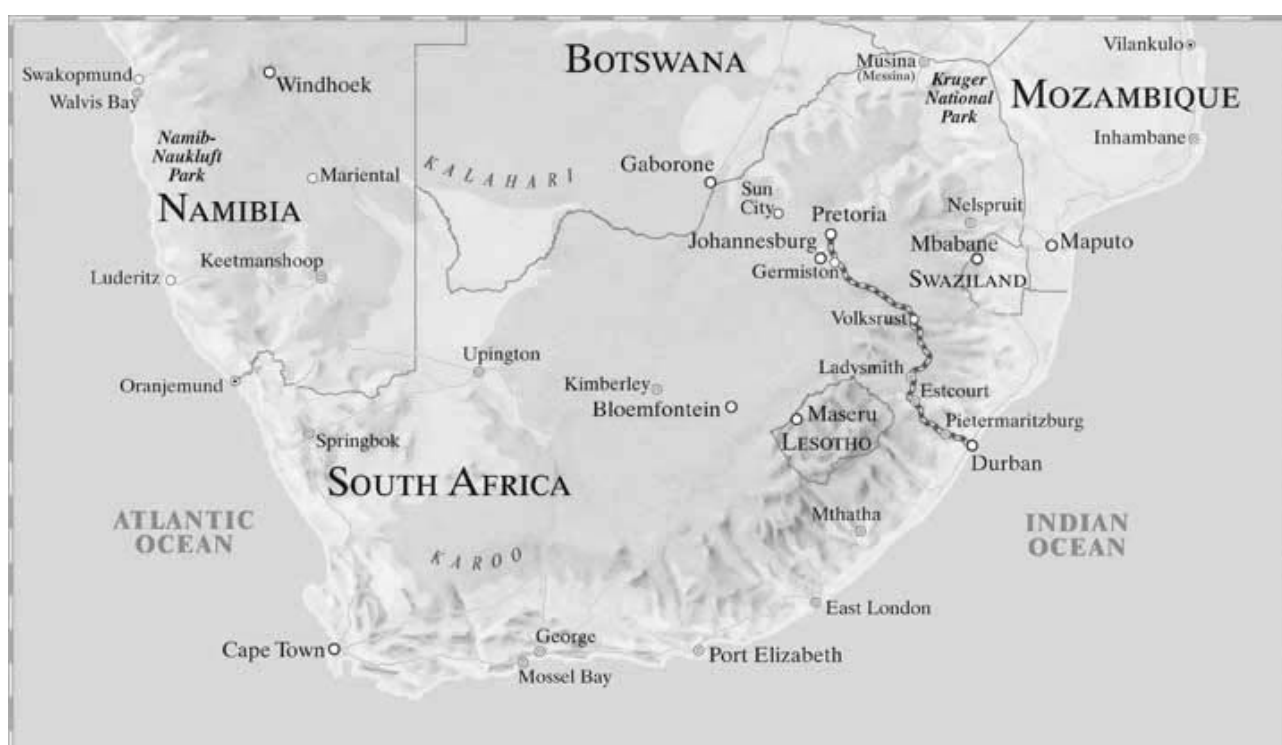 BOTSWANA
Vilankulo
Musina
(Messina)
Swakopmund
Windhoek
Walvis Bay
Kruger
National
Park
MOZAMBIQUE
Namib-
Naukluft
Park
Inhambane
KALAHARI
Gaborone
Mariental
NAMIBIA
Sun
City
Pretoria
Nelspruit
Johannesburg
Mbabane
Maputo
Keetmanshoop
Germiston
Luderitz
SWAZILAND
Volksrust
Upington
Ladysmith
Oranjemund
Kimberley
Estcourt
Bloemfontein
Maseru
Pietermaritzburg
Springbok
LESOTHO
Durban
SOUTH AFRICA
ATLANTIC
OCEAN
Mthatha
INDIAN
OCEAN
KAROO
East London
Cape Town
George
Port Elizabeth
Mossel Bay